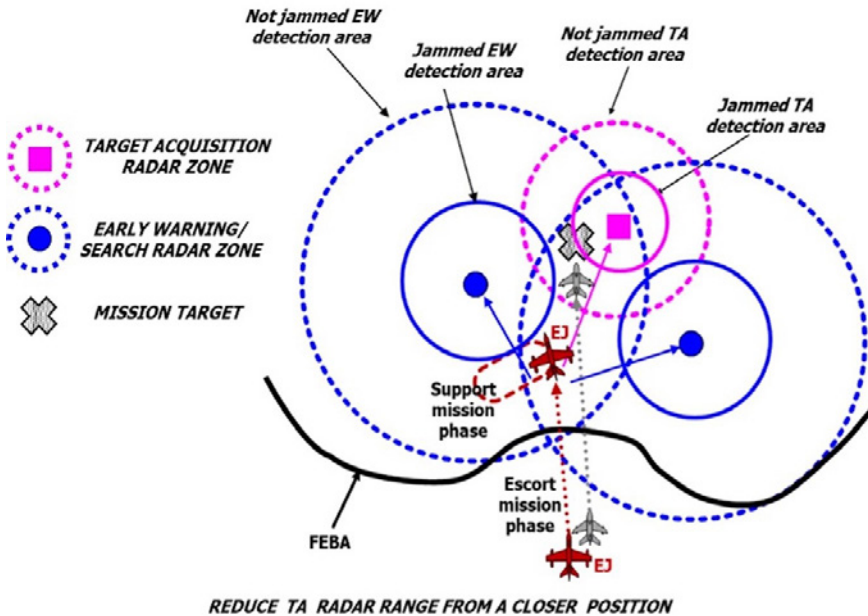 Not jammed EW
detection area
Jammed EW
detection area
Not jammed TA
detection area
Jammed TA
detection area
TARGET ACQUISITION
RADAR ZONE
EARLY WARNING/
SEARCH RADAR ZONE
MISSION TARGET
EJ
Support
mission
phase
Escort
mission
phase
FEBA
EJ
REDUCE TA RADAR RANGE FROM A CLOSER POSITION